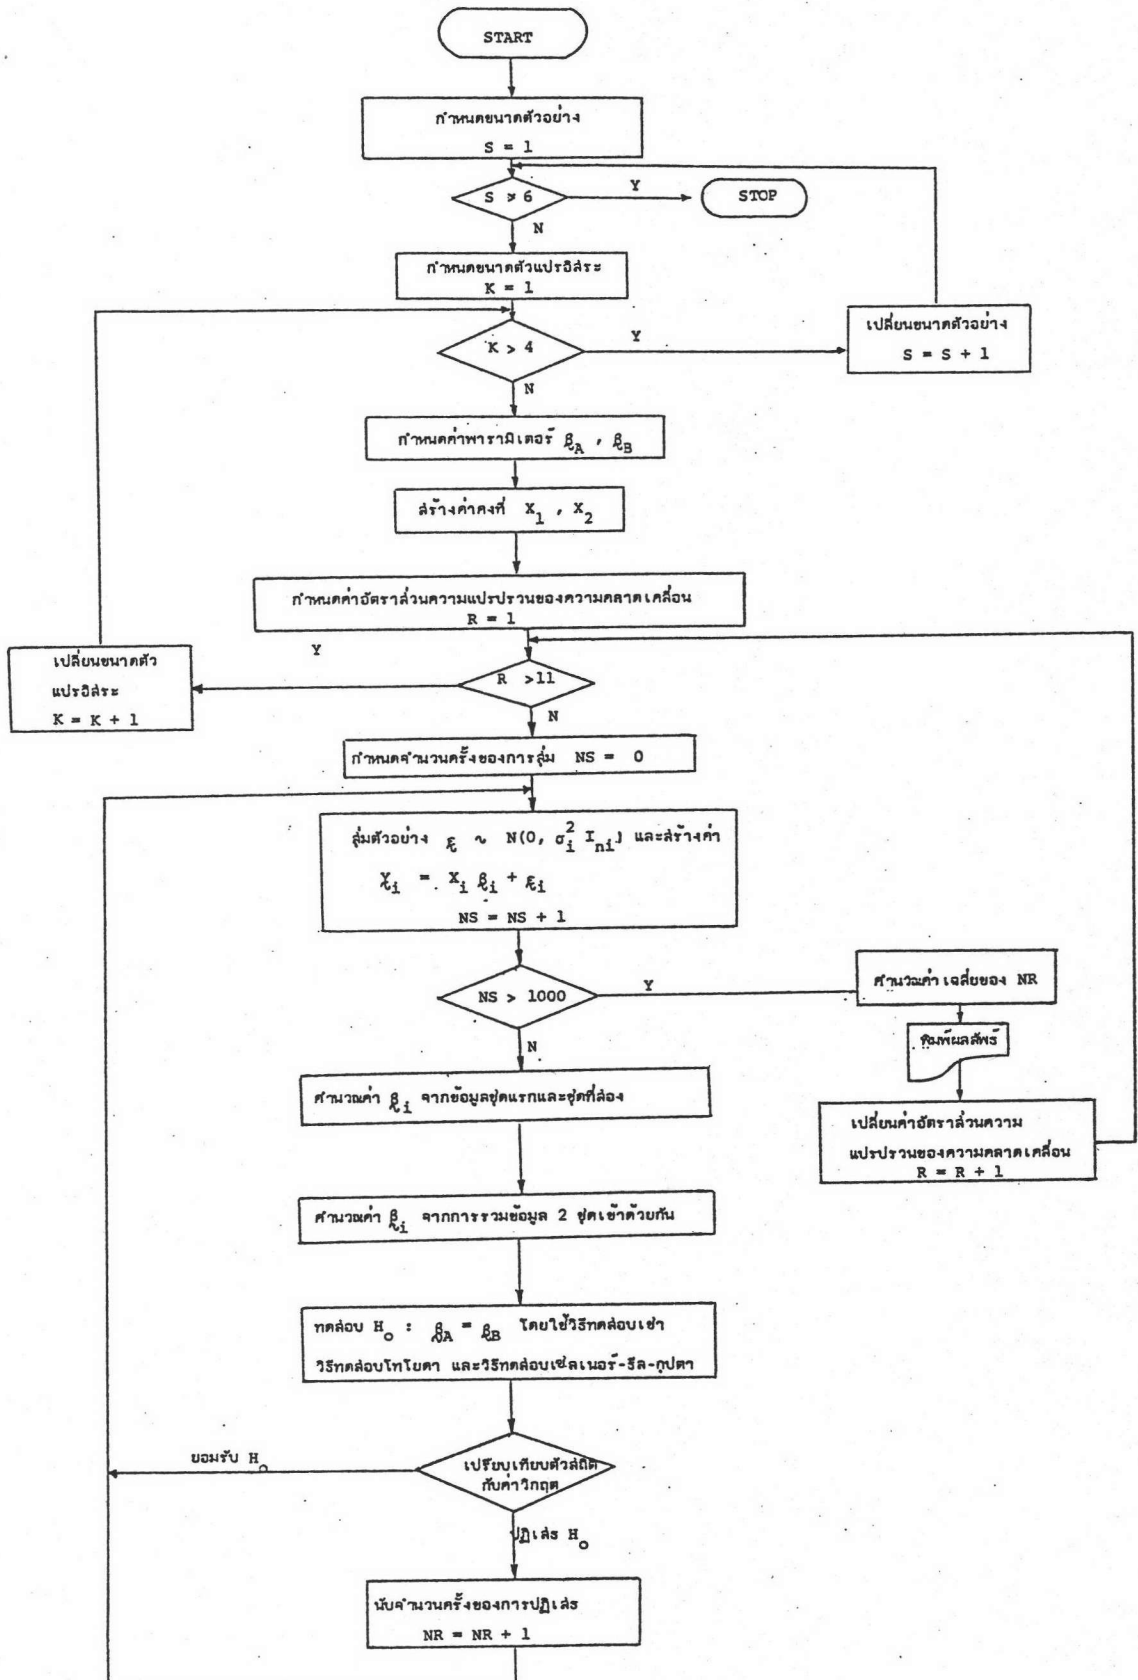 START
กำหนดขนาดตัวอย่าง
S = 1
S > 6
Y
STOP
N
กำหนดขนาดตัวแปรอิสระ
K = 1
K > 4
Y
เปลี่ยนขนาดตัวอย่าง
S = S + 1
N
กำหนดค่าพารามิเตอร์ β̰_A , β̰_B
สร้างค่าคงที่ X_1 , X_2
กำหนดค่าอัตราส่วนความแปรปรวนของความคลาดเคลื่อน
R = 1
Y
เปลี่ยนขนาดตัว
แปรอิสระ
K = K + 1
R >11
N
กำหนดจำนวนครั้งของการสุ่ม NS = 0
สุ่มตัวอย่าง ε̰ ~ N(0, σ_i^2 I_ni) และสร้างค่า
Y̰_i = X_i β̰_i + ε̰_i
NS = NS + 1
NS > 1000
Y
คำนวณค่าเฉลี่ยของ NR
N
พิมพ์ผลลัพธ์
คำนวณค่า β̰_i จากข้อมูลชุดแรกและชุดที่สอง
เปลี่ยนค่าอัตราส่วนความ
แปรปรวนของความคลาดเคลื่อน
R = R + 1
คำนวณค่า β̰_i จากการรวมข้อมูล 2 ชุดเข้าด้วยกัน
ทดสอบ H_o : β̰_A = β̰_B โดยใช้วิธีทดสอบเชา
วิธีทดสอบโทโยดา และวิธีทดสอบเซลเนอร์-ธีล-กุปตา
ยอมรับ H_o
เปรียบเทียบตัวสถิติ
กับค่าวิกฤต
ปฏิเสธ H_o
นับจำนวนครั้งของการปฏิเสธ
NR = NR + 1